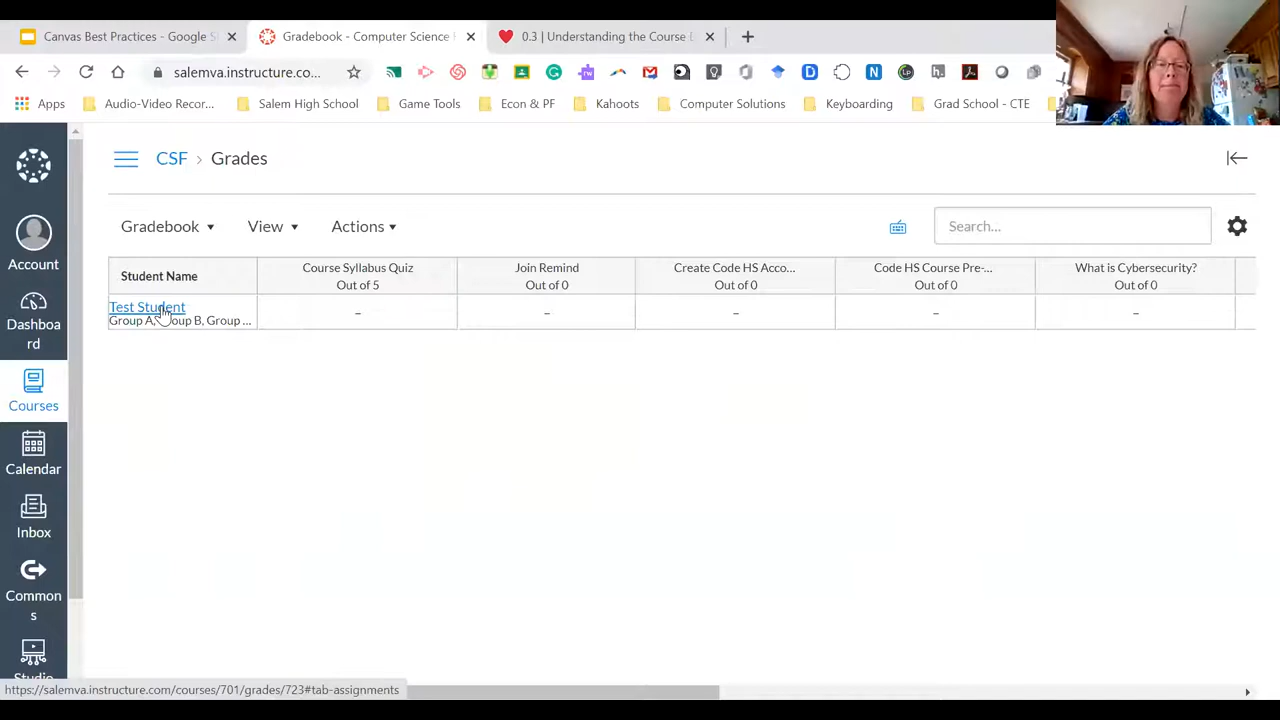 Canvas Best Practices - Google S
Gradebook - Computer Science F
0.3 | Understanding the Course
salemva.instructure.co...
Apps
Audio-Video Recor...
Salem High School
Game Tools
Econ & PF
Kahoots
Computer Solutions
Keyboarding
Grad School - CTE
CSF > Grades
Gradebook
View
Actions
Search...
Student Name
Course Syllabus Quiz
Out of 5
Join Remind
Out of 0
Create Code HS Acco...
Out of 0
Code HS Course Pre-...
Out of 0
What is Cybersecurity?
Out of 0
Test Student
Group A, Group B, Group ...
–
–
–
–
–
Account
Dashboa
rd
Courses
Calendar
Inbox
Common
s
Studio
https://salemva.instructure.com/courses/701/grades/723#tab-assignments